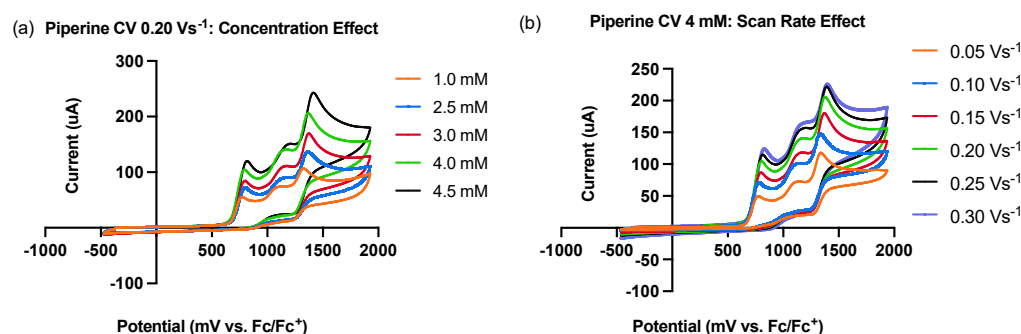 (a) Piperine CV 0.20 Vs⁻¹: Concentration Effect
300
200
100
-100
-1000
-500
500
1000
1500
2000
Current (uA)
Potential (mV vs. Fc/Fc⁺)
1.0 mM
2.5 mM
3.0 mM
4.0 mM
4.5 mM
(b) Piperine CV 4 mM: Scan Rate Effect
250
200
150
100
50
-50
-1000
-500
500
1000
1500
2000
Current (uA)
Potential (mV vs. Fc/Fc⁺)
0.05 Vs⁻¹
0.10 Vs⁻¹
0.15 Vs⁻¹
0.20 Vs⁻¹
0.25 Vs⁻¹
0.30 Vs⁻¹